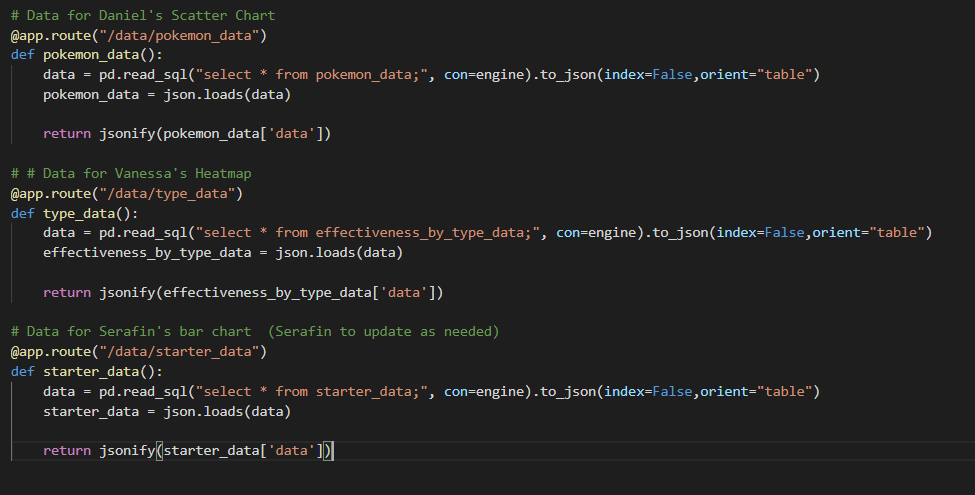 # Data for Daniel's Scatter Chart
@app.route("/data/pokemon_data")
def pokemon_data():
    data = pd.read_sql("select * from pokemon_data;", con=engine).to_json(index=False,orient="table")
    pokemon_data = json.loads(data)
    return jsonify(pokemon_data['data'])
# # Data for Vanessa's Heatmap
@app.route("/data/type_data")
def type_data():
    data = pd.read_sql("select * from effectiveness_by_type_data;", con=engine).to_json(index=False,orient="table")
    effectiveness_by_type_data = json.loads(data)
    return jsonify(effectiveness_by_type_data['data'])
# Data for Serafin's bar chart  (Serafin to update as needed)
@app.route("/data/starter_data")
def starter_data():
    data = pd.read_sql("select * from starter_data;", con=engine).to_json(index=False,orient="table")
    starter_data = json.loads(data)
    return jsonify(starter_data['data'])